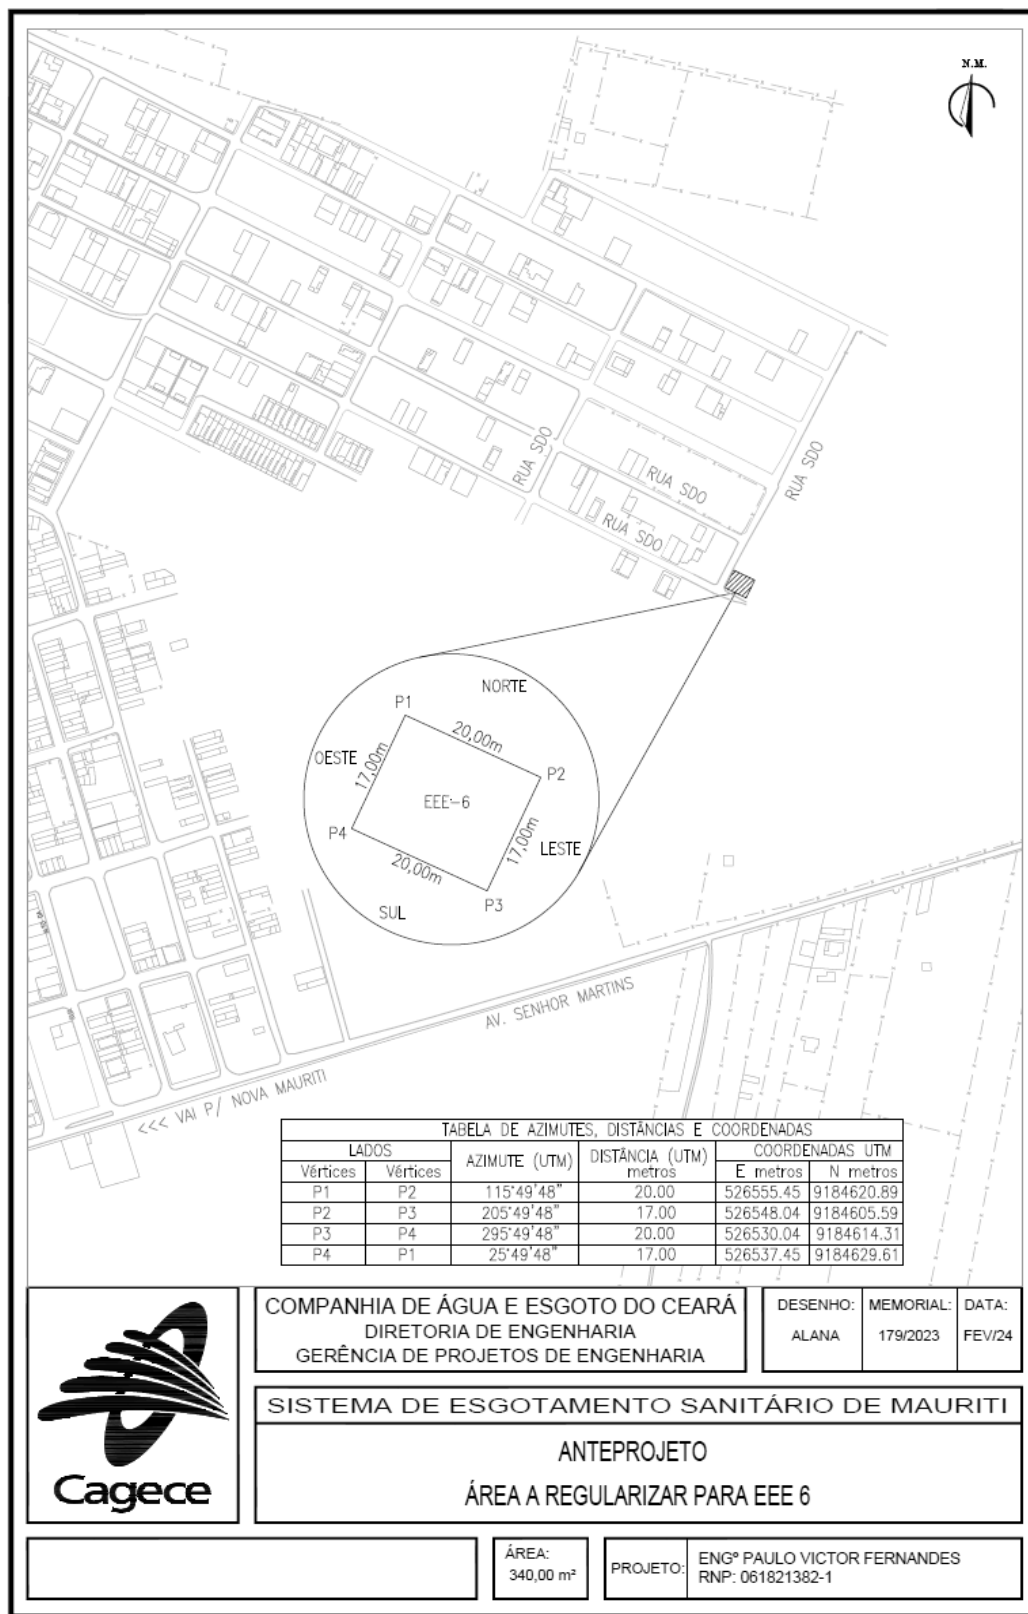 N.M.
RUA SDO
RUA SDO
RUA SDO
RUA SDO
NORTE
P1
20,00m
OESTE
17,00m
P2
EEE-6
P4
17,00m
LESTE
20,00m
P3
SUL
AV. SENHOR MARTINS
<<< VAI P/ NOVA MAURITI
TABELA DE AZIMUTES, DISTÂNCIAS E COORDENADAS
LADOS AZIMUTE (UTM) DISTÂNCIA (UTM) metros COORDENADAS UTM
Vértices Vértices E metros N metros
P1 P2 115°49'48" 20.00 526555.45 9184620.89
P2 P3 205°49'48" 17.00 526548.04 9184605.59
P3 P4 295°49'48" 20.00 526530.04 9184614.31
P4 P1 25°49'48" 17.00 526537.45 9184629.61
Cagece
COMPANHIA DE ÁGUA E ESGOTO DO CEARÁ
DIRETORIA DE ENGENHARIA
GERÊNCIA DE PROJETOS DE ENGENHARIA
DESENHO: MEMORIAL: DATA:
ALANA 179/2023 FEV/24
SISTEMA DE ESGOTAMENTO SANITÁRIO DE MAURITI
ANTEPROJETO
ÁREA A REGULARIZAR PARA EEE 6
ÁREA:
340,00 m²
PROJETO:
ENGº PAULO VICTOR FERNANDES
RNP: 061821382-1